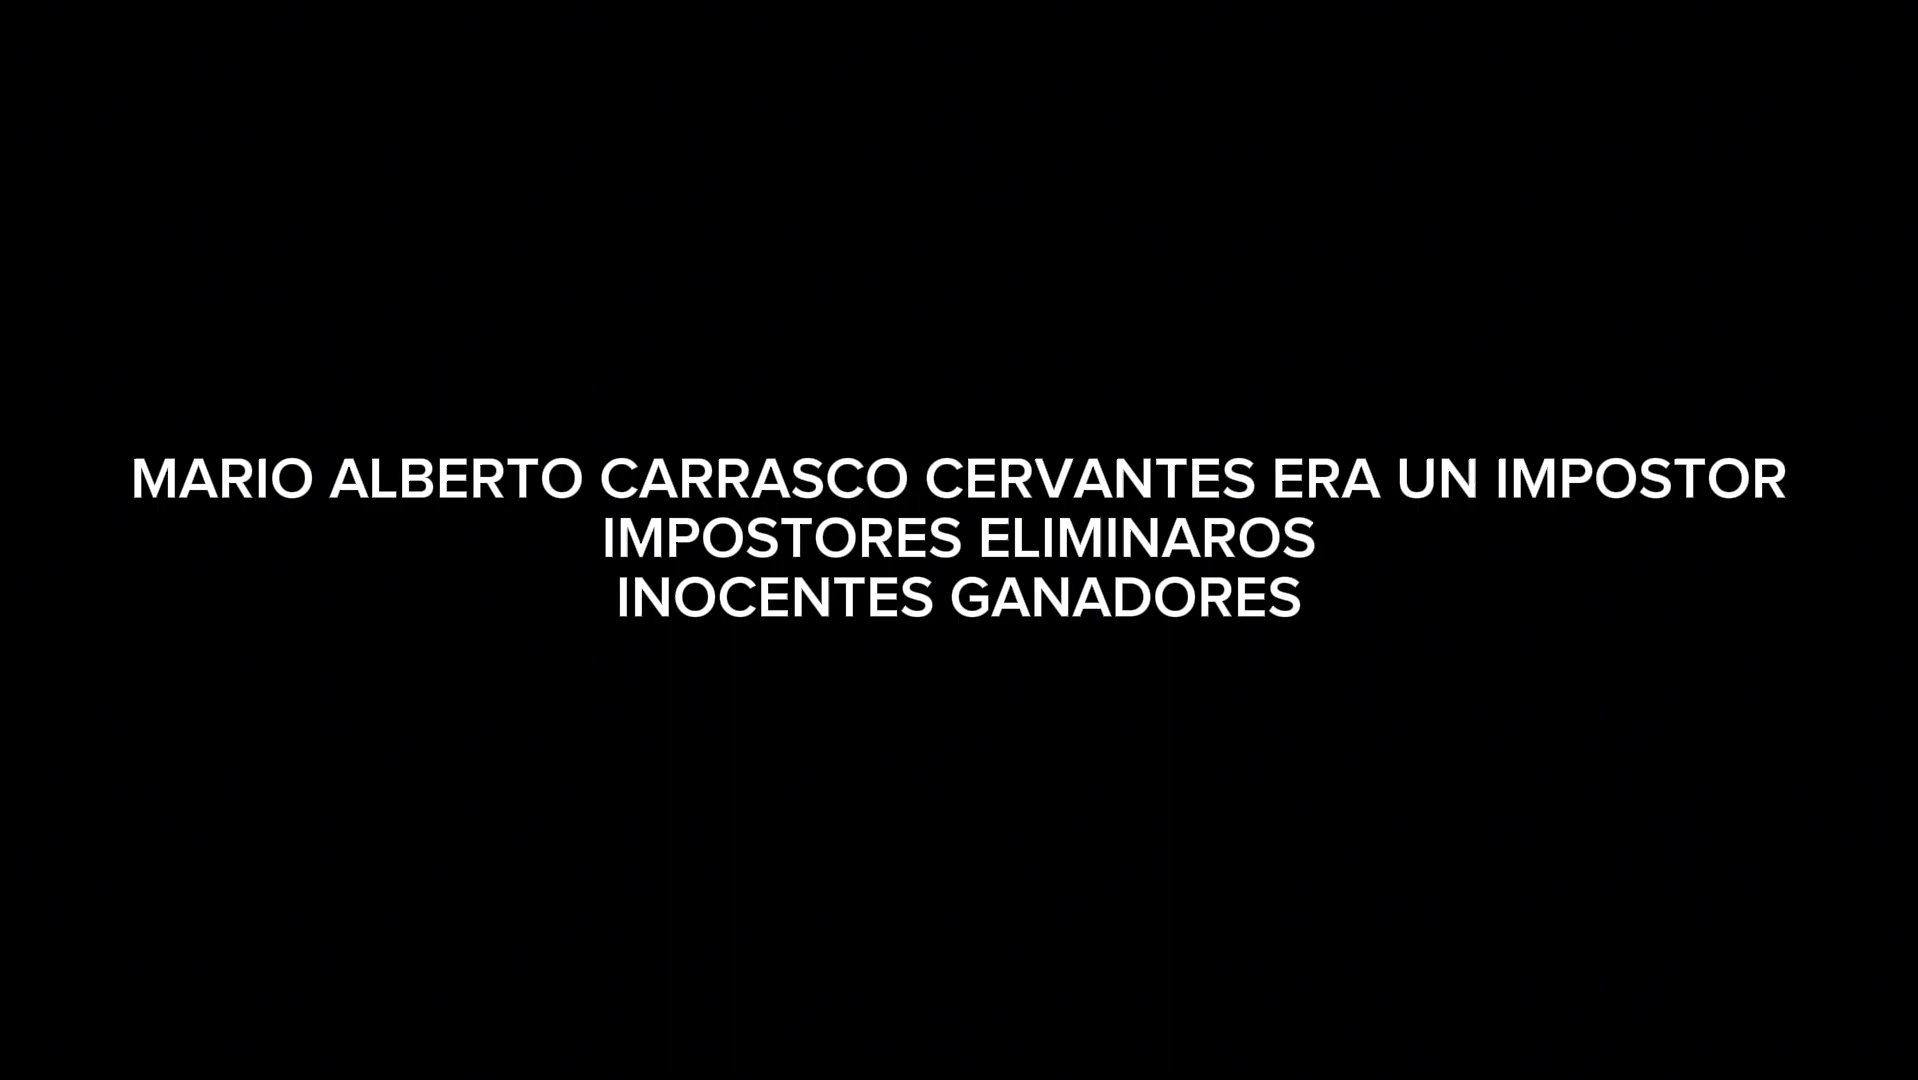 MARIO ALBERTO CARRASCO CERVANTES ERA UN IMPOSTOR
IMPOSTORES ELIMINAROS
INOCENTES GANADORES